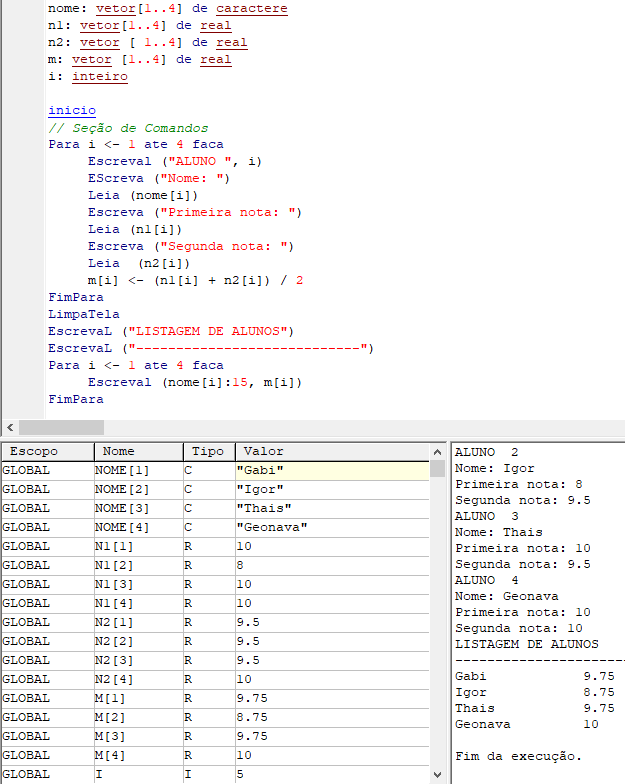 nome: vetor[1..4] de caractere
n1: vetor[1..4] de real
n2: vetor [ 1..4] de real
m: vetor [1..4] de real
i: inteiro
inicio
// Seção de Comandos
Para i <- 1 ate 4 faca
Escreval ("ALUNO ", i)
EScreva ("Nome: ")
Leia (nome[i])
Escreva ("Primeira nota: ")
Leia (n1[i])
Escreva ("Segunda nota: ")
Leia  (n2[i])
m[i] <- (n1[i] + n2[i]) / 2
FimPara
LimpaTela
EscrevaL ("LISTAGEM DE ALUNOS")
EscrevaL ("----------------------------")
Para i <- 1 ate 4 faca
Escreval (nome[i]:15, m[i])
FimPara
Escopo Nome Tipo Valor
GLOBAL NOME[1] C "Gabi"
GLOBAL NOME[2] C "Igor"
GLOBAL NOME[3] C "Thais"
GLOBAL NOME[4] C "Geonava"
GLOBAL N1[1] R 10
GLOBAL N1[2] R 8
GLOBAL N1[3] R 10
GLOBAL N1[4] R 10
GLOBAL N2[1] R 9.5
GLOBAL N2[2] R 9.5
GLOBAL N2[3] R 9.5
GLOBAL N2[4] R 10
GLOBAL M[1] R 9.75
GLOBAL M[2] R 8.75
GLOBAL M[3] R 9.75
GLOBAL M[4] R 10
GLOBAL I I 5
ALUNO  2
Nome: Igor
Primeira nota: 8
Segunda nota: 9.5
ALUNO  3
Nome: Thais
Primeira nota: 10
Segunda nota: 9.5
ALUNO  4
Nome: Geonava
Primeira nota: 10
Segunda nota: 10
LISTAGEM DE ALUNOS
---------------------
Gabi 9.75
Igor 8.75
Thais 9.75
Geonava 10
Fim da execução.